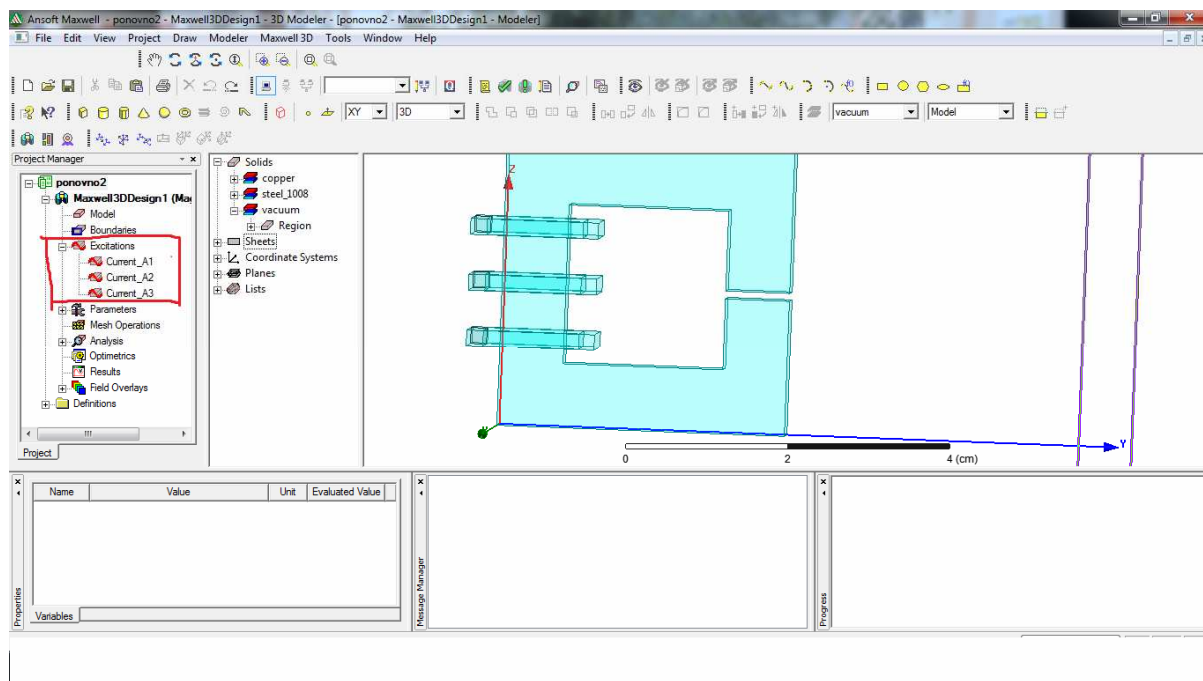 Ansoft Maxwell - ponovno2 - Maxwell3DDesign1 - 3D Modeler - [ponovno2 - Maxwell3DDesign1 - Modeler]
File Edit View Project Draw Modeler Maxwell 3D Tools Window Help
XY 3D vacuum Model
Project Manager
ponovno2
Maxwell3DDesign1 (Mag
Model
Boundaries
Excitations
Current_A1
Current_A2
Current_A3
Parameters
Mesh Operations
Analysis
Optimetrics
Results
Field Overlays
Definitions
Project
Solids
copper
steel_1008
vacuum
Region
Sheets
Coordinate Systems
Planes
Lists
Z
Y
0 2 4 (cm)
Name Value Unit Evaluated Value
Variables
Properties
Message Manager
Progress